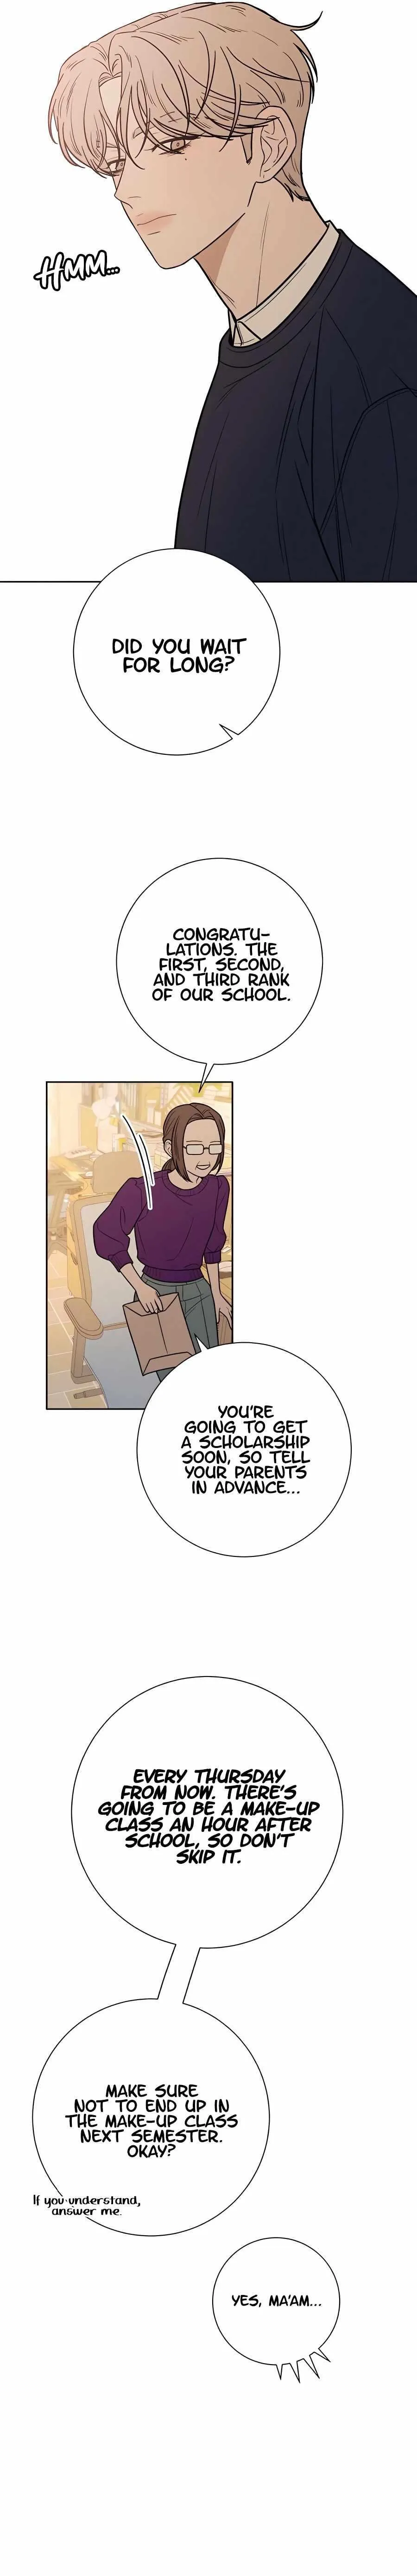 HMM...
DID YOU WAIT
FOR LONG?
CONGRATU-
LATIONS. THE
FIRST, SECOND,
AND THIRD RANK
OF OUR SCHOOL.
YOU'RE
GOING TO GET
A SCHOLARSHIP
SOON, SO TELL
YOUR PARENTS
IN ADVANCE...
EVERY THURSDAY
FROM NOW. THERE'S
GOING TO BE A MAKE-UP
CLASS AN HOUR AFTER
SCHOOL, SO DON'T
SKIP IT.
MAKE SURE
NOT TO END UP IN
THE MAKE-UP CLASS
NEXT SEMESTER.
OKAY?
If you understand,
answer me.
YES, MA'AM...